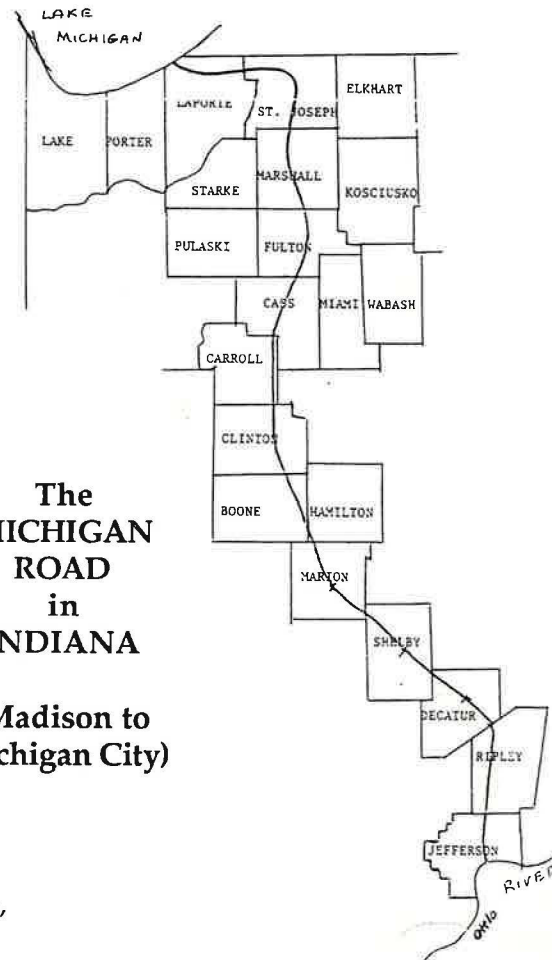 LAKE
MICHIGAN
LAPORTE
ST. JOSEPH
ELKHART
LAKE
PORTER
MARSHALL
STARKE
KOSCIUSKO
PULASKI
FULTON
CASS
MIAMI
WABASH
CARROLL
CLINTON
BOONE
HAMILTON
The
MICHIGAN
ROAD
in
INDIANA
MARION
SHELBY
Madison to
chigan City)
DECATUR
RIPLEY
JEFFERSON
OHIO RIVER